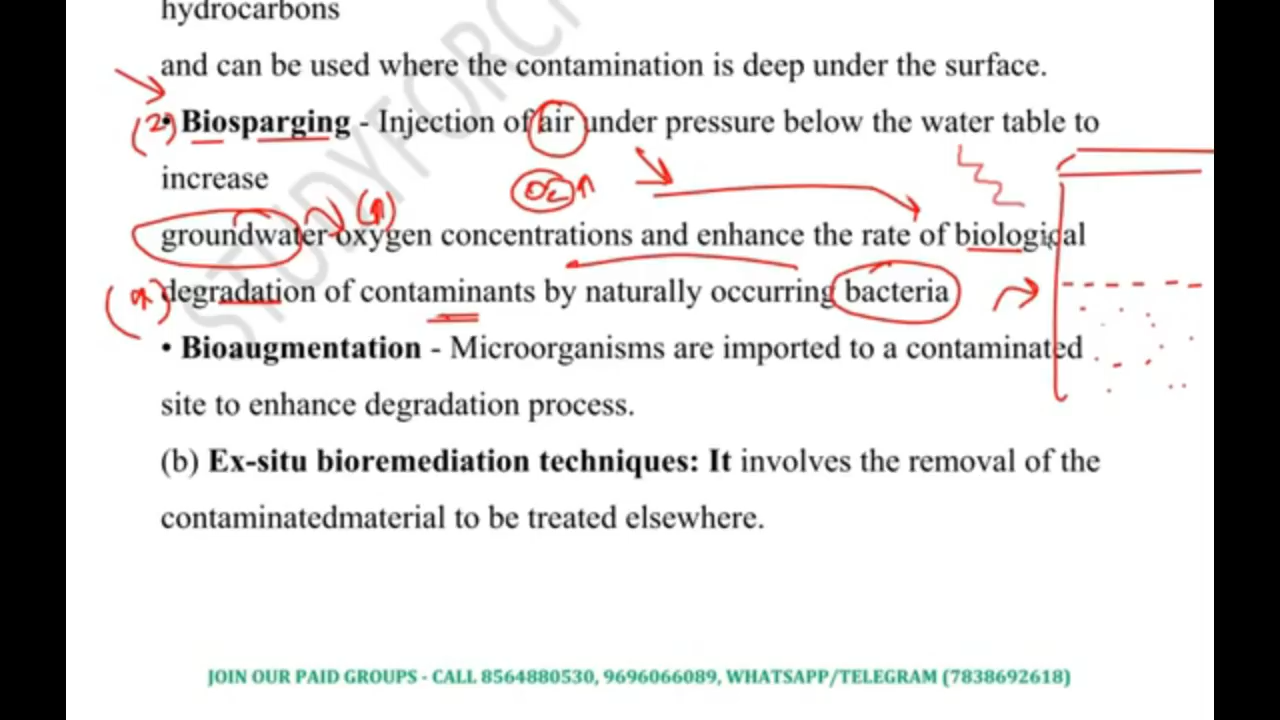 hydrocarbons
and can be used where the contamination is deep under the surface.
(2) • Biosparging - Injection of air under pressure below the water table to
increase
O2↑
(↑)
groundwater oxygen concentrations and enhance the rate of biological
degradation of contaminants by naturally occurring bacteria
• Bioaugmentation - Microorganisms are imported to a contaminated
site to enhance degradation process.
(b) Ex-situ bioremediation techniques: It involves the removal of the
contaminatedmaterial to be treated elsewhere.
JOIN OUR PAID GROUPS - CALL 8564880530, 9696066089, WHATSAPP/TELEGRAM (7838692618)